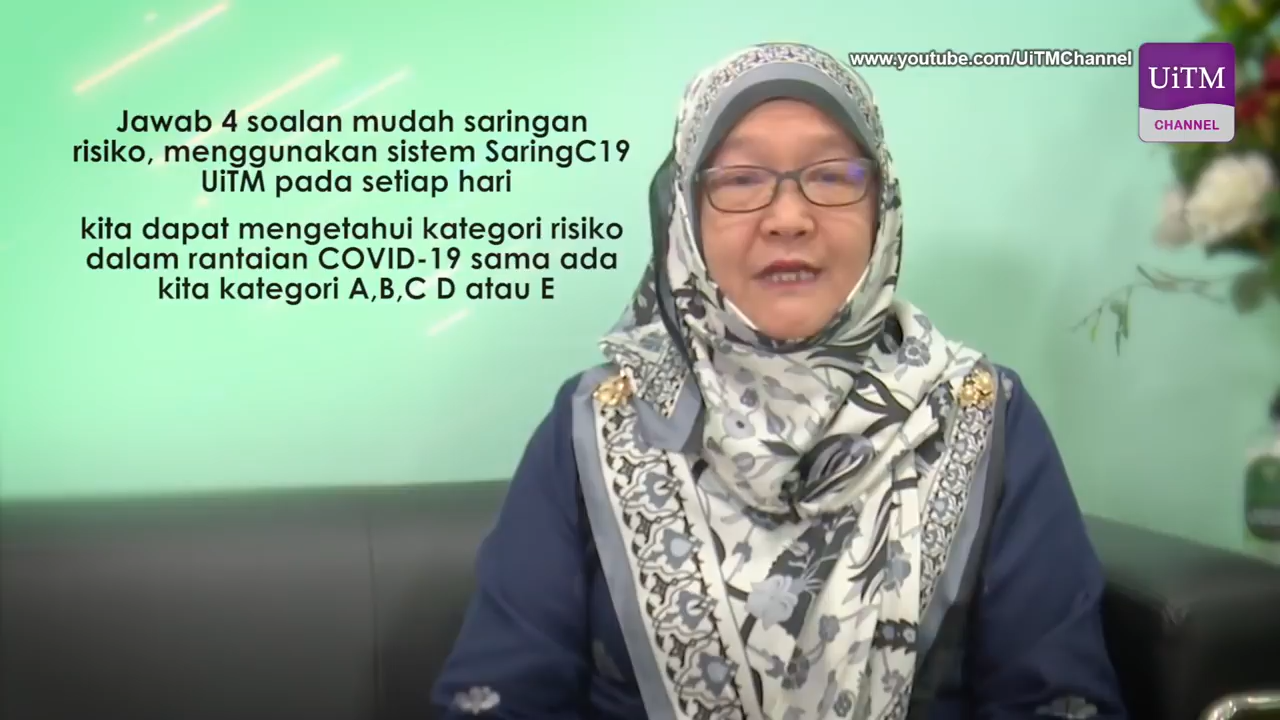 www.youtube.com/UiTMChannel
UiTM
CHANNEL
Jawab 4 soalan mudah saringan
risiko, menggunakan sistem SaringC19
UiTM pada setiap hari
kita dapat mengetahui kategori risiko
dalam rantaian COVID-19 sama ada
kita kategori A,B,C D atau E